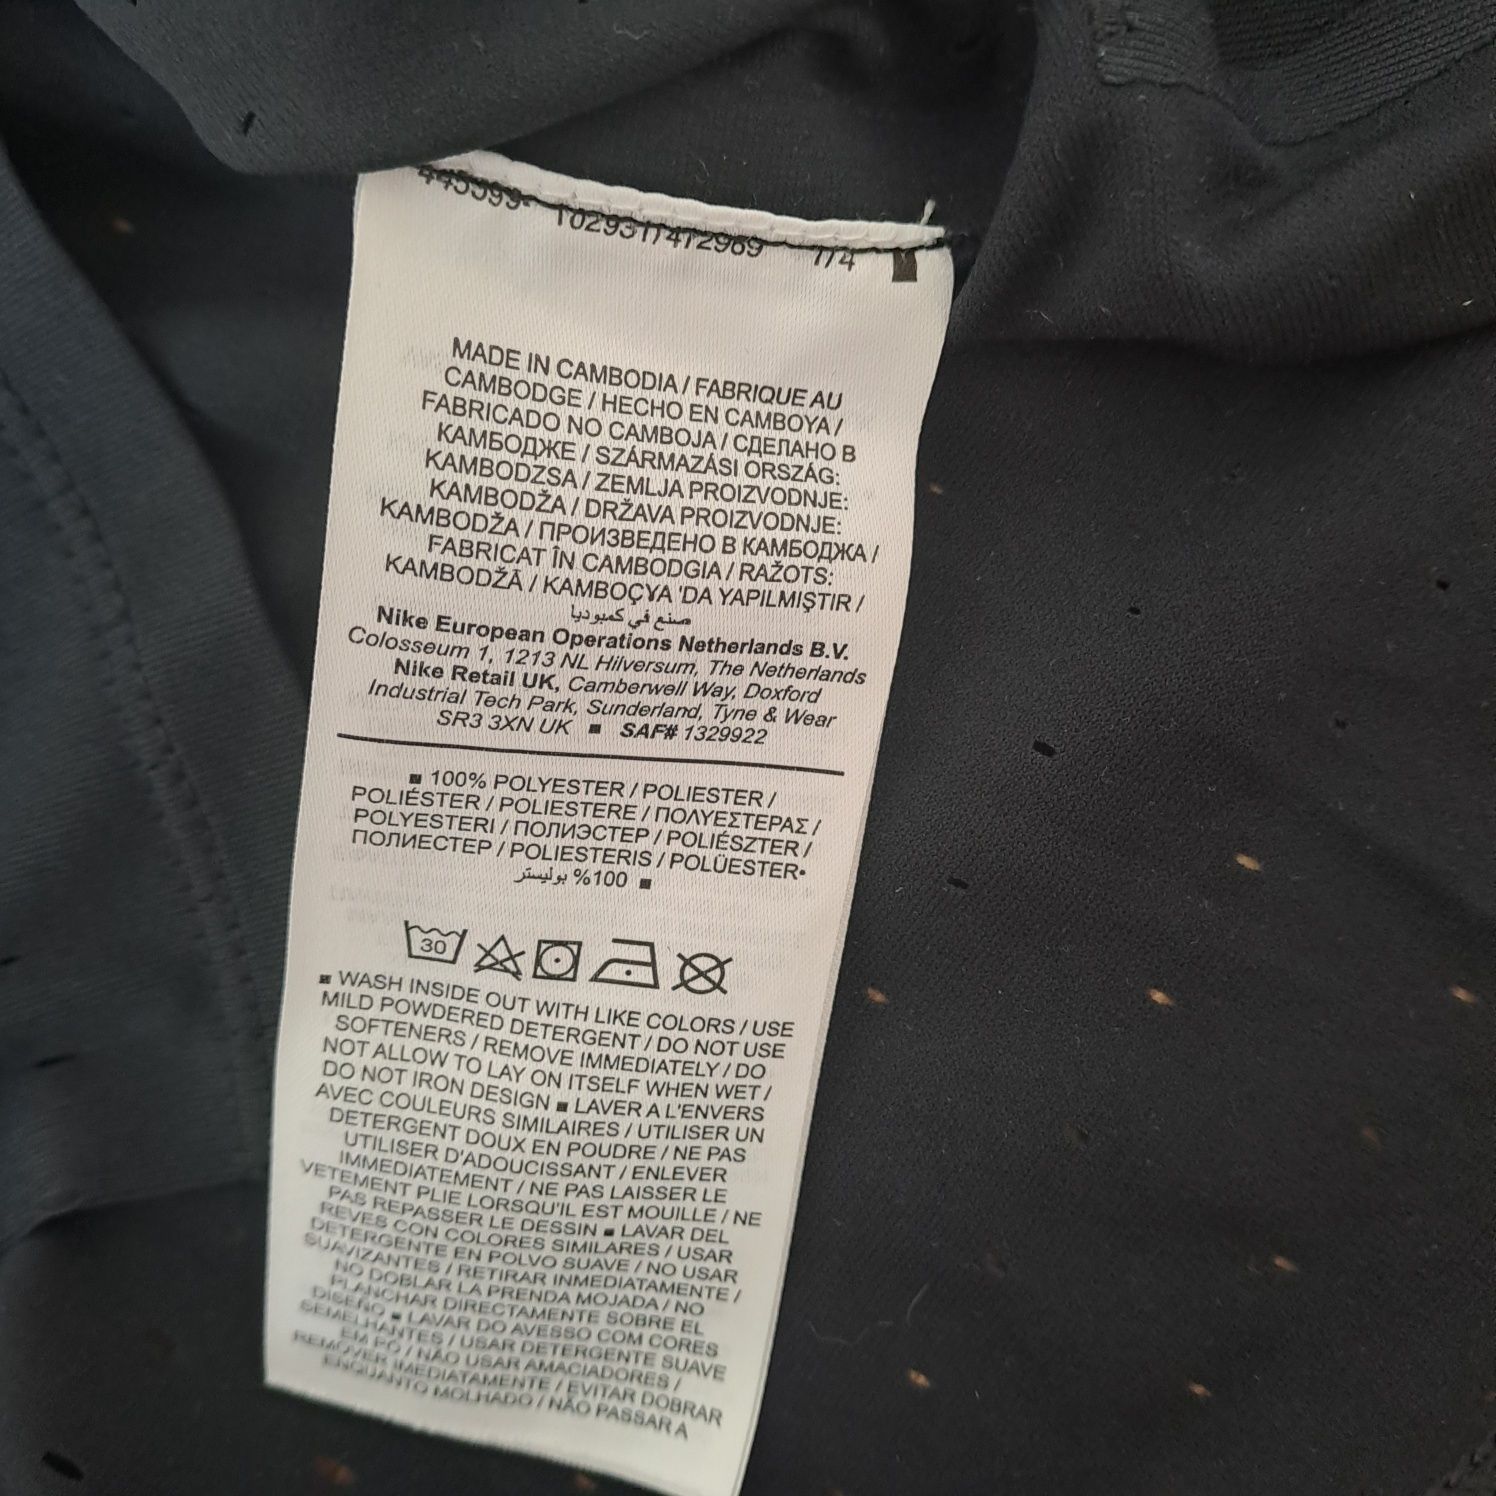 445599- 10293174172969 1/4
MADE IN CAMBODIA / FABRIQUE AU
CAMBODGE / HECHO EN CAMBOYA /
FABRICADO NO CAMBOJA / СДЕЛАНО В
КАМБОДЖЕ / SZÁRMAZÁSI ORSZÁG:
KAMBODZSA / ZEMLJA PROIZVODNJE:
KAMBODŽA / DRŽAVA PROIZVODNJE:
KAMBODŽA / ПРОИЗВЕДЕНО В КАМБОДЖА /
FABRICAT ÎN CAMBODGIA / RAŽOTS:
KAMBODŽĀ / KAMBOÇYA 'DA YAPILMIŞTIR /
صنع في كمبوديا
Nike European Operations Netherlands B.V.
Colosseum 1, 1213 NL Hilversum, The Netherlands
Nike Retail UK, Camberwell Way, Doxford
Industrial Tech Park, Sunderland, Tyne & Wear
SR3 3XN UK ■ SAF# 1329922
■ 100% POLYESTER / POLIESTER /
POLIÉSTER / POLIESTERE / ΠΟΛΥΕΣΤΕΡΑΣ /
POLYESTERI / ПОЛИЭСТЕР / POLIÉSZTER /
ПОЛИЕСТЕР / POLIESTERIS / POLÜESTER•
100% بوليستر ■
30
■ WASH INSIDE OUT WITH LIKE COLORS / USE
MILD POWDERED DETERGENT / DO NOT USE
SOFTENERS / REMOVE IMMEDIATELY / DO
NOT ALLOW TO LAY ON ITSELF WHEN WET /
DO NOT IRON DESIGN ■ LAVER A L'ENVERS
AVEC COULEURS SIMILAIRES / UTILISER UN
DETERGENT DOUX EN POUDRE / NE PAS
UTILISER D'ADOUCISSANT / ENLEVER
IMMEDIATEMENT / NE PAS LAISSER LE
VETEMENT PLIE LORSQU'IL EST MOUILLE / NE
PAS REPASSER LE DESSIN ■ LAVAR DEL
REVES CON COLORES SIMILARES / USAR
DETERGENTE EN POLVO SUAVE / NO USAR
SUAVIZANTES / RETIRAR INMEDIATAMENTE /
NO DOBLAR LA PRENDA MOJADA / NO
PLANCHAR DIRECTAMENTE SOBRE EL
DISEÑO ■ LAVAR DO AVESSO COM CORES
SEMELHANTES / USAR DETERGENTE SUAVE
EM PÓ / NÃO USAR AMACIADORES /
REMOVER IMEDIATAMENTE / EVITAR DOBRAR
ENQUANTO MOLHADO / NÃO PASSAR A